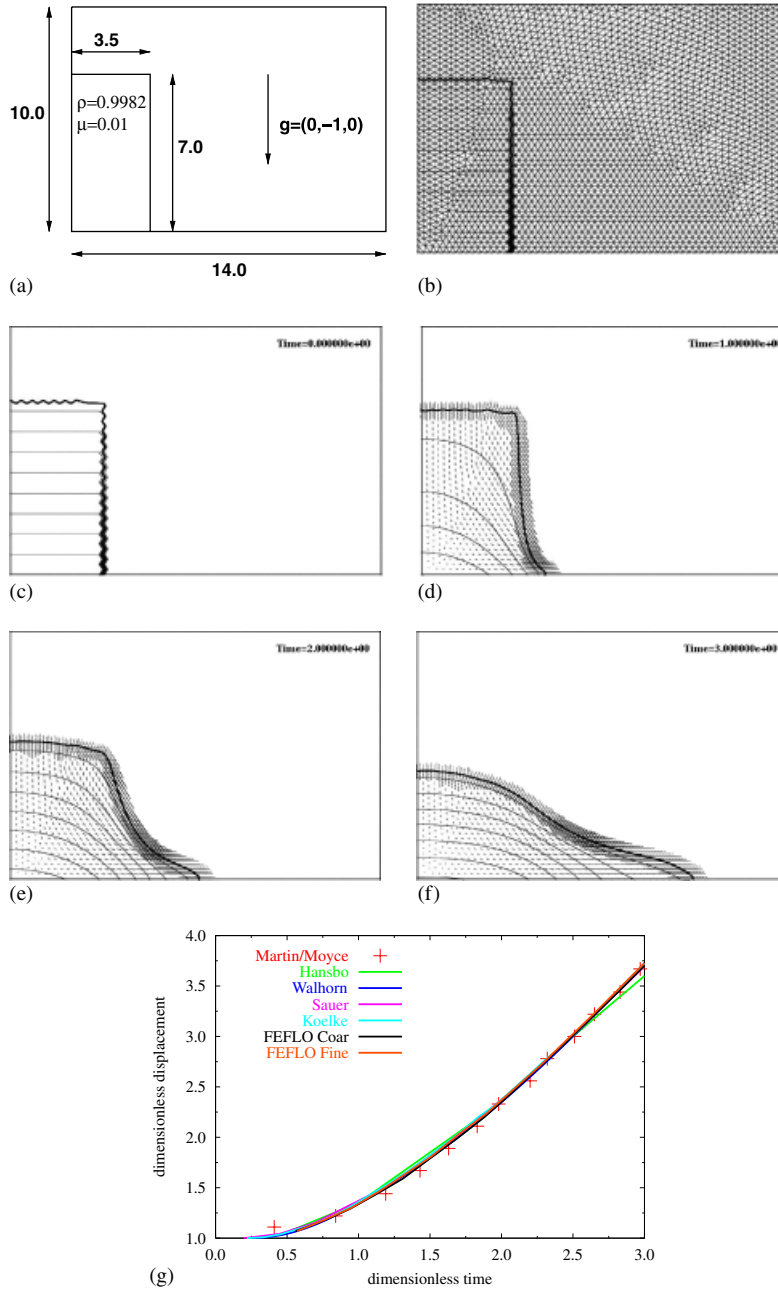 3.5
10.0
ρ=0.9982
μ=0.01
7.0
g=(0,−1,0)
14.0
(a)
(b)
Time=0.000000e+00
(c)
Time=1.000000e+00
(d)
Time=2.000000e+00
(e)
Time=3.000000e+00
(f)
4.0
3.5
3.0
2.5
2.0
1.5
1.0
dimensionless displacement
Martin/Moyce
Hansbo
Walhorn
Sauer
Koelke
FEFLO Coar
FEFLO Fine
0.0 0.5 1.0 1.5 2.0 2.5 3.0
dimensionless time
(g)